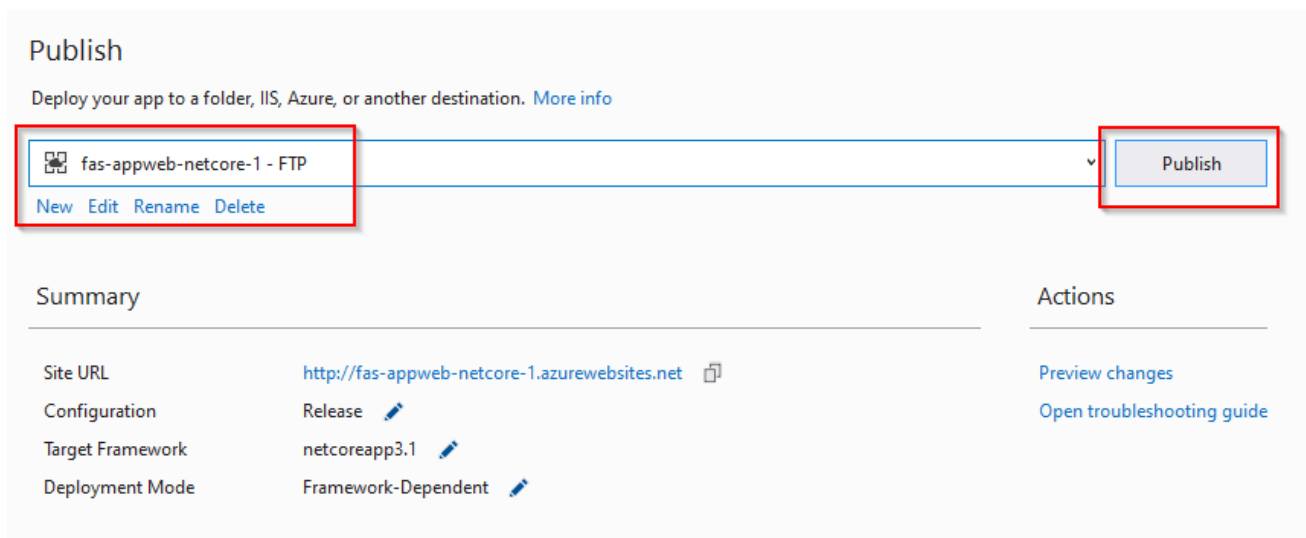 Publish
Deploy your app to a folder, IIS, Azure, or another destination. More info
fas-appweb-netcore-1 - FTP
Publish
New Edit Rename Delete
Summary
Actions
Site URL http://fas-appweb-netcore-1.azurewebsites.net
Preview changes
Configuration Release
Open troubleshooting guide
Target Framework netcoreapp3.1
Deployment Mode Framework-Dependent